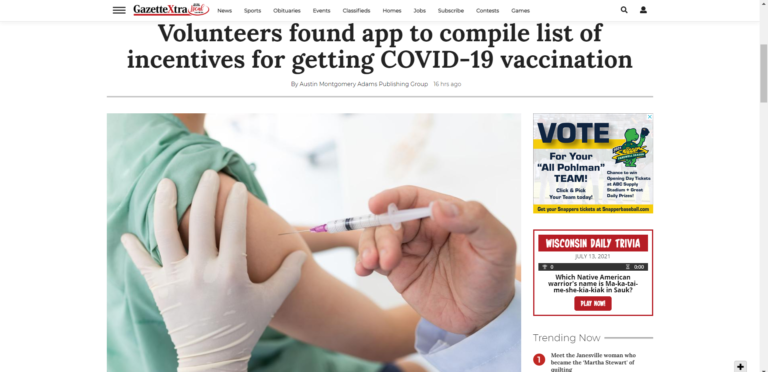 GazetteXtra
News Sports Obituaries Events Classifieds Homes Jobs Subscribe Contests Games
Volunteers found app to compile list of
incentives for getting COVID-19 vaccination
By Austin Montgomery Adams Publishing Group 16 hrs ago
VOTE
For Your
"All Pohlman"
TEAM!
Click & Pick
Your Team today!
Chance to win
Opening Day Tickets
at ABC Supply
Stadium + Great
Daily Prizes!
Get your Snappers tickets at Snappersbaseball.com
WISCONSIN DAILY TRIVIA
JULY 13, 2021
0 0:00
Which Native American
warrior's name is Ma-ka-tai-
me-she-kia-kiak in Sauk?
PLAY NOW!
Trending Now
1 Meet the Janesville woman who
became the 'Martha Stewart' of
quilting